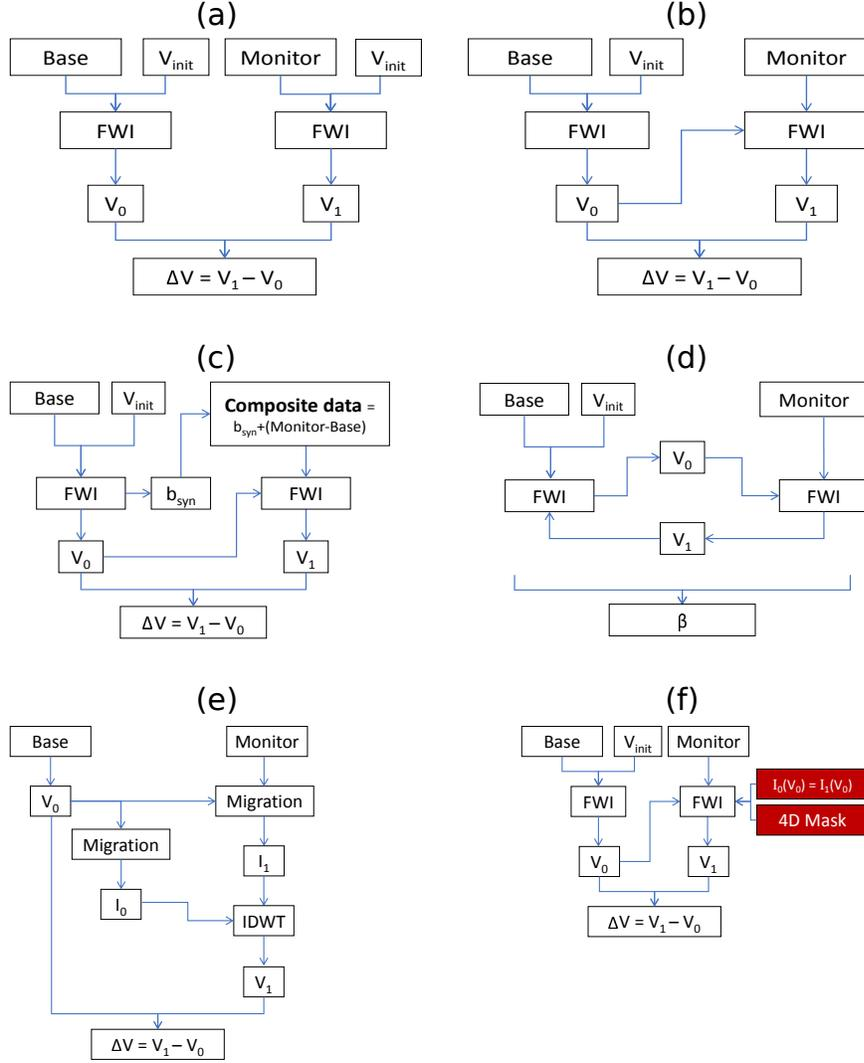 (a)
Base
V_init
Monitor
V_init
FWI
FWI
V_0
V_1
ΔV = V_1 – V_0
(b)
Base
V_init
Monitor
FWI
FWI
V_0
V_1
ΔV = V_1 – V_0
(c)
Base
V_init
Composite data =
b_syn+(Monitor-Base)
FWI
b_syn
FWI
V_0
V_1
ΔV = V_1 – V_0
(d)
Base
V_init
Monitor
V_0
FWI
FWI
V_1
β
(e)
Base
Monitor
V_0
Migration
Migration
I_1
I_0
IDWT
V_1
ΔV = V_1 – V_0
(f)
Base
V_init
Monitor
FWI
FWI
I_0(V_0) = I_1(V_0)
4D Mask
V_0
V_1
ΔV = V_1 – V_0